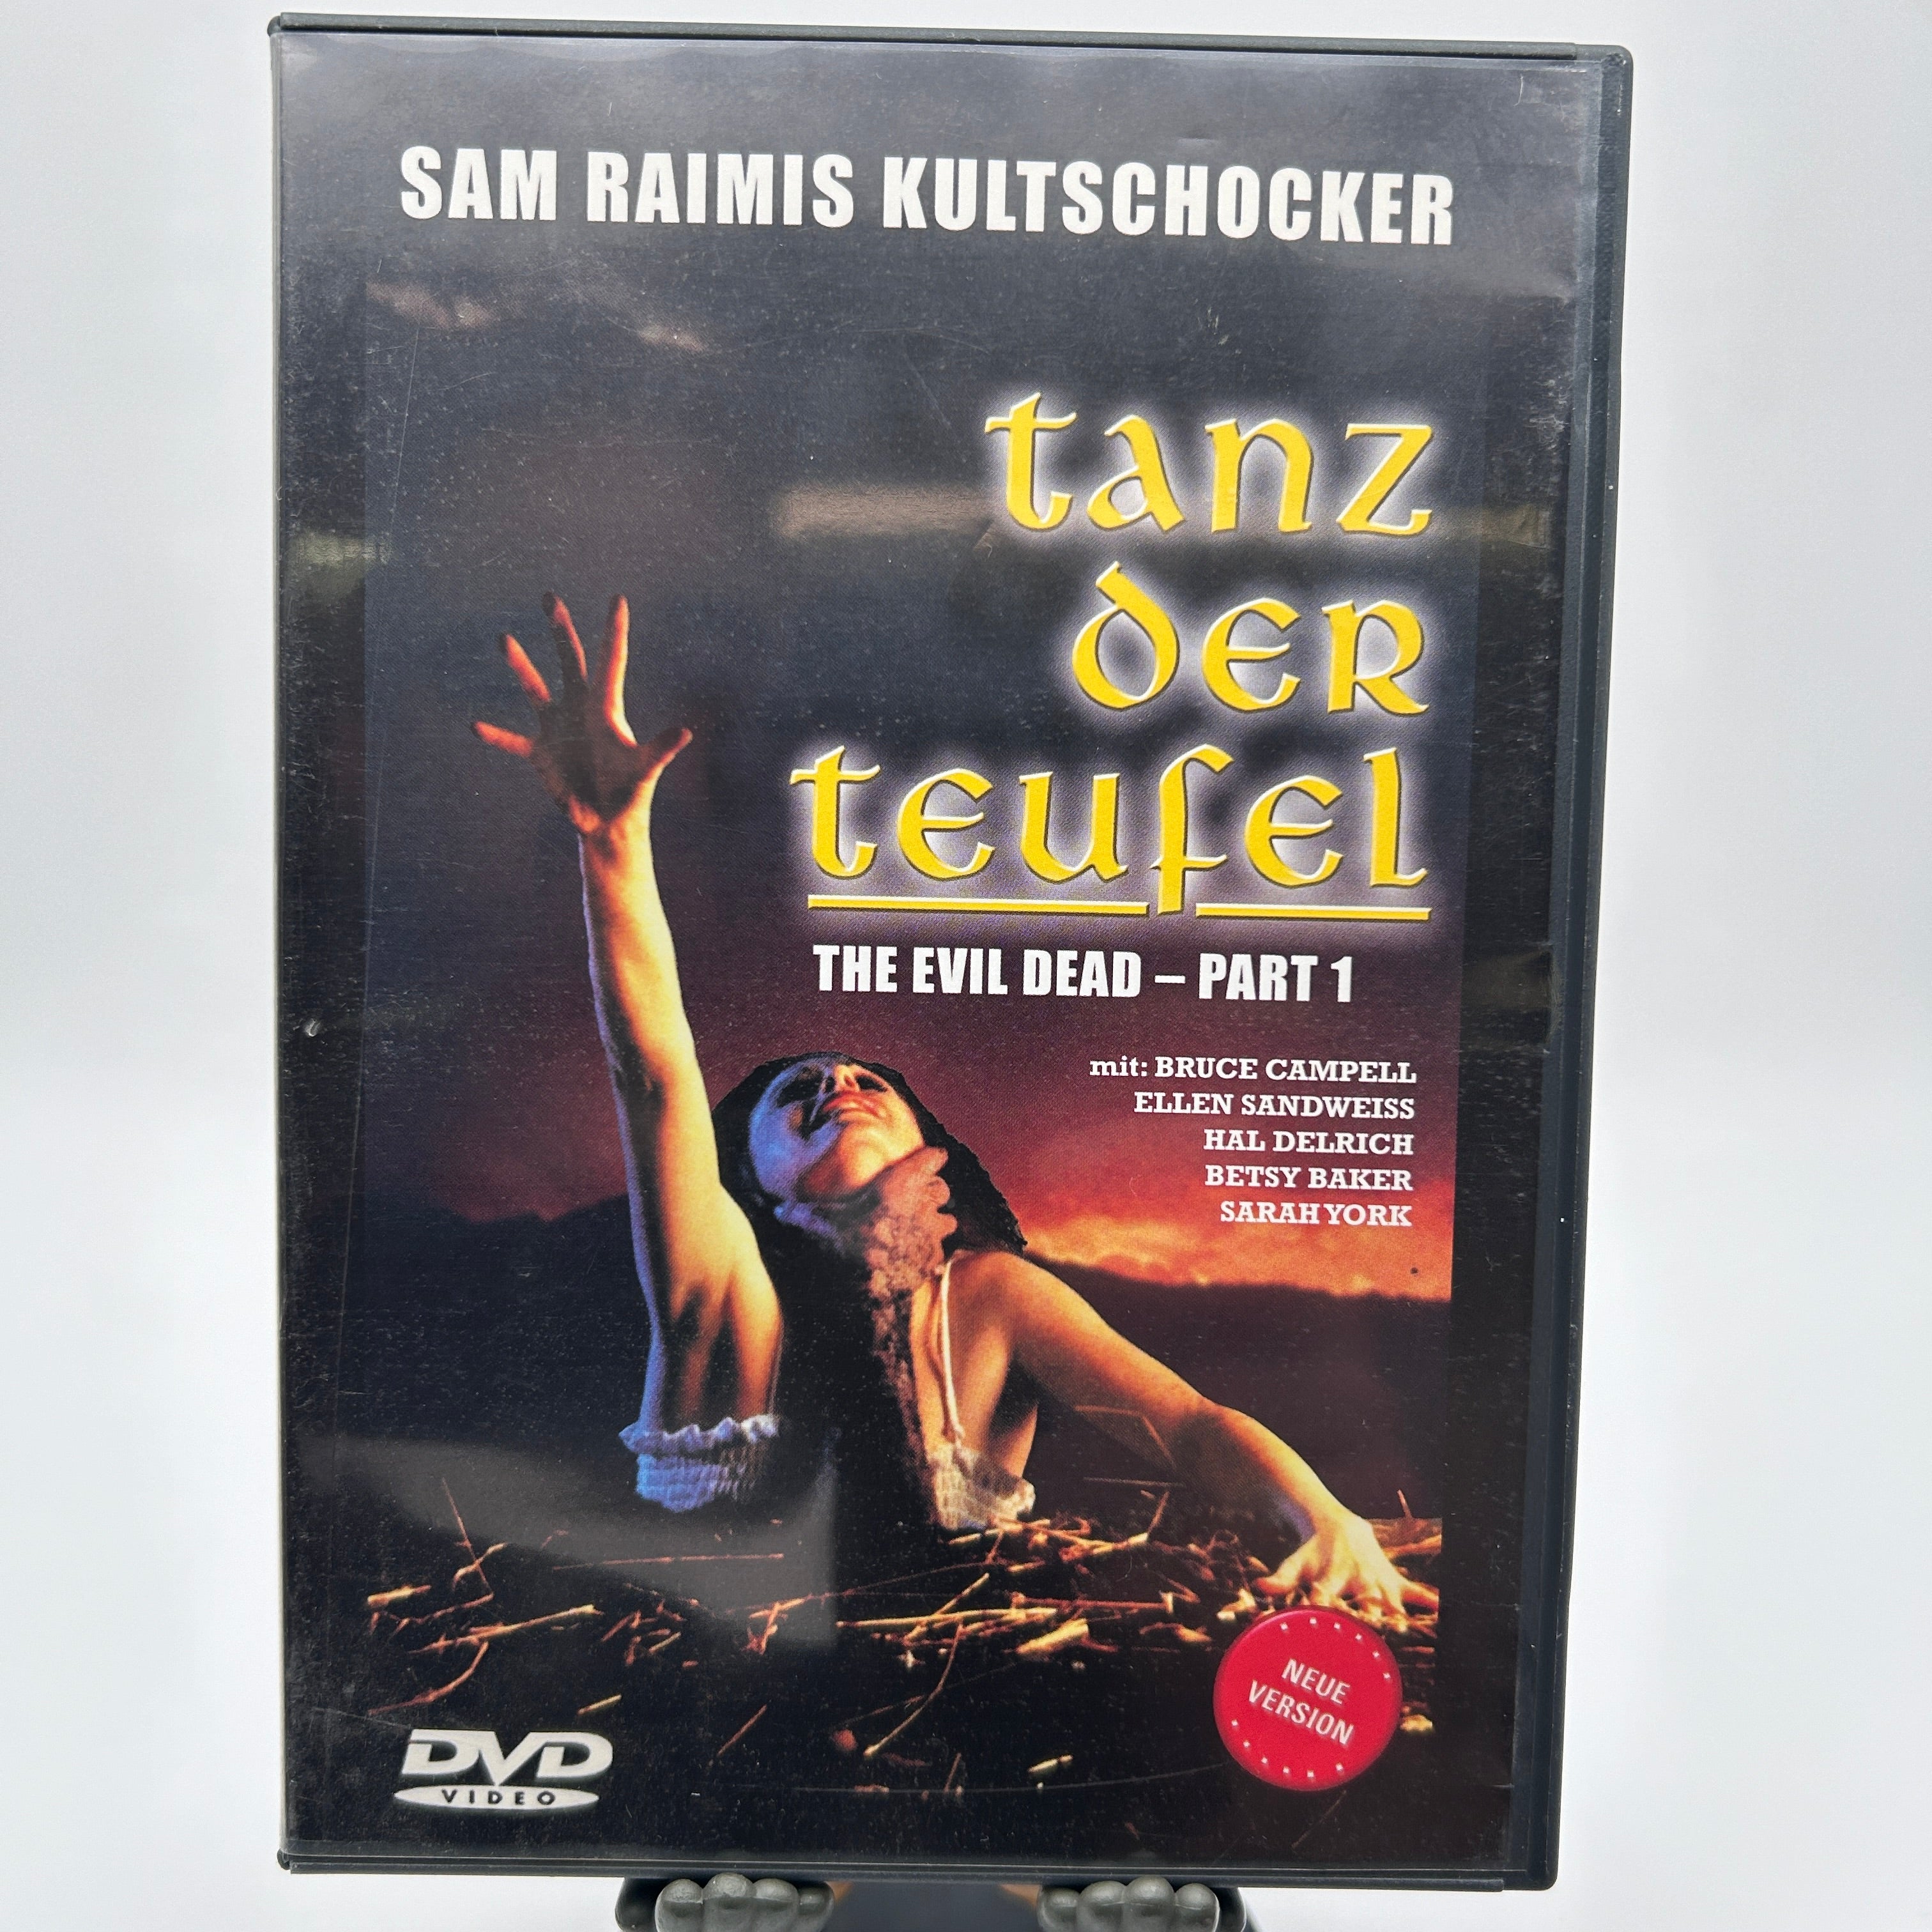 SAM RAIMIS KULTSCHOCKER
tanz
der
teufel
THE EVIL DEAD – PART 1
mit: BRUCE CAMPELL
ELLEN SANDWEISS
HAL DELRICH
BETSY BAKER
SARAH YORK
NEUE
VERSION
DVD
VIDEO